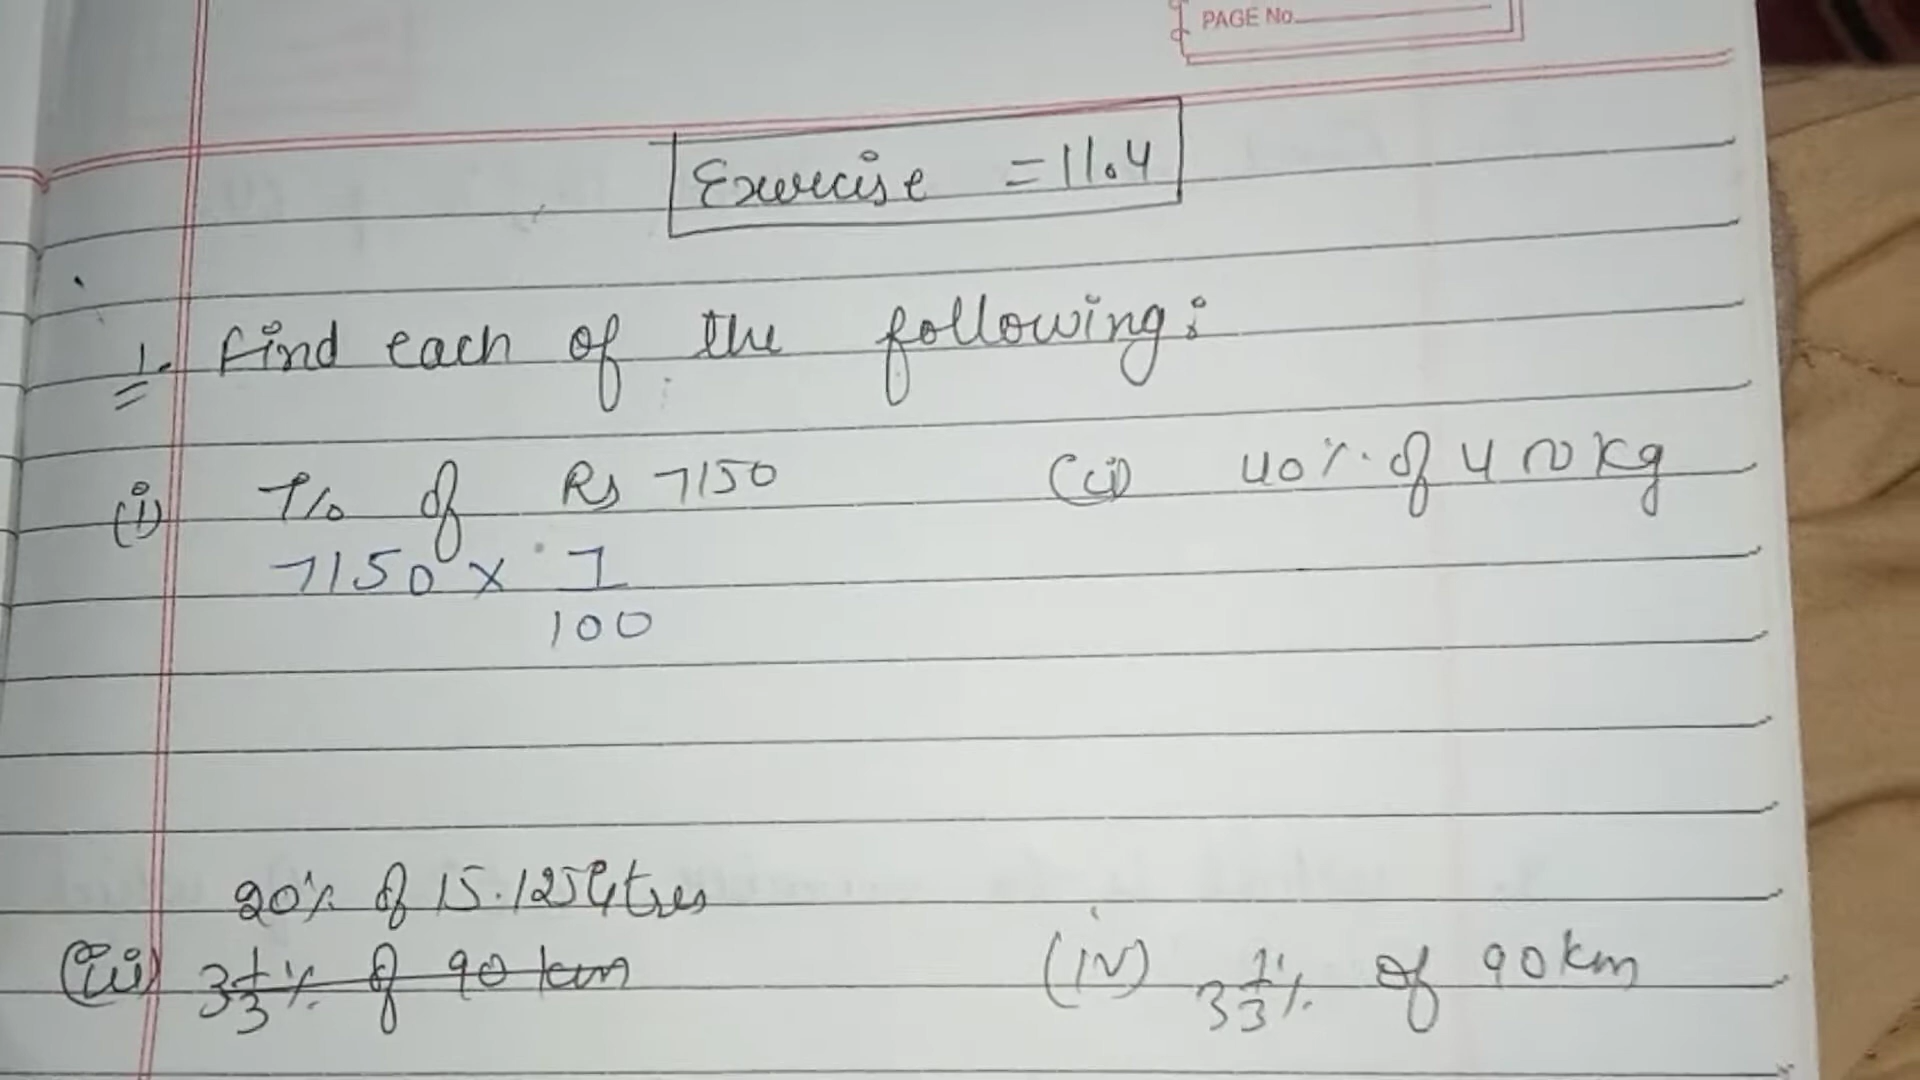 PAGE No.
Exercise = 11.4
1. Find each of the following:
(i) 7% of Rs 7150 (ii) 40% of 400kg
7150 × 7
100
20% of 15.125 litres
(iii) 3 1/3 % of 90 km (iv) 3 1/3 % of 90 km